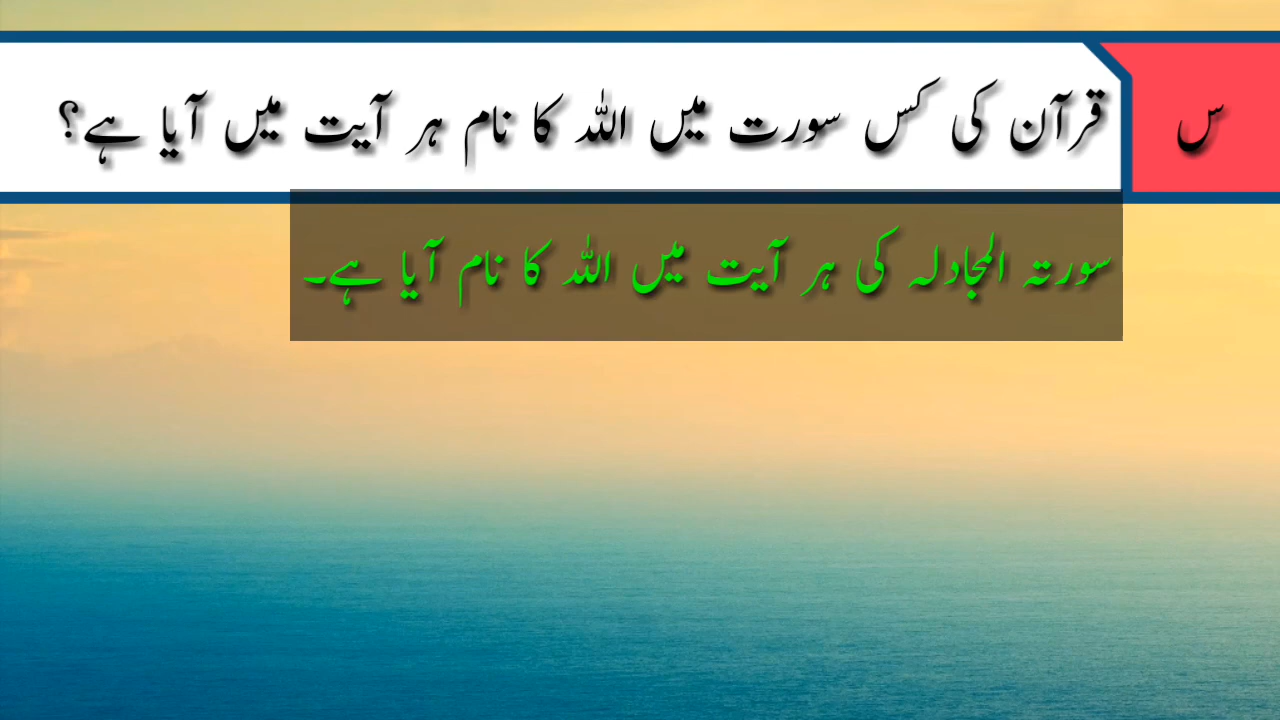 س
قرآن کی کس سورت میں اللہ کا نام ہر آیت میں آیا ہے؟
سورتہ المجادلہ کی ہر آیت میں اللہ کا نام آیا ہے۔